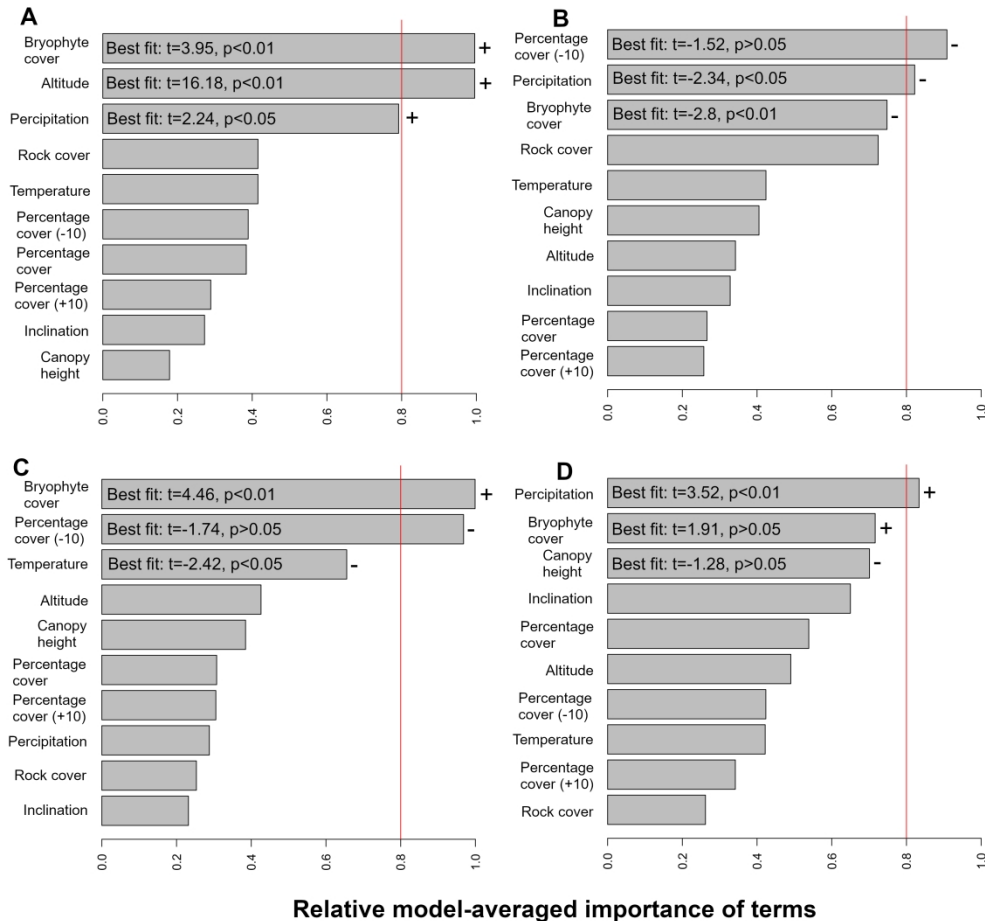 A
Bryophyte
cover
Best fit: t=3.95, p<0.01
+
Altitude
Best fit: t=16.18, p<0.01
+
Percipitation
Best fit: t=2.24, p<0.05
+
Rock cover
Temperature
Percentage
cover (-10)
Percentage
cover
Percentage
cover (+10)
Inclination
Canopy
height
0.0 0.2 0.4 0.6 0.8 1.0
B
Percentage
cover (-10)
Best fit: t=-1.52, p>0.05
-
Percipitation
Best fit: t=-2.34, p<0.05
-
Bryophyte
cover
Best fit: t=-2.8, p<0.01
-
Rock cover
Temperature
Canopy
height
Altitude
Inclination
Percentage
cover
Percentage
cover (+10)
0.0 0.2 0.4 0.6 0.8 1.0
C
Bryophyte
cover
Best fit: t=4.46, p<0.01
+
Percentage
cover (-10)
Best fit: t=-1.74, p>0.05
-
Temperature
Best fit: t=-2.42, p<0.05
-
Altitude
Canopy
height
Percentage
cover
Percentage
cover (+10)
Percipitation
Rock cover
Inclination
0.0 0.2 0.4 0.6 0.8 1.0
D
Percipitation
Best fit: t=3.52, p<0.01
+
Bryophyte
cover
Best fit: t=1.91, p>0.05
+
Canopy
height
Best fit: t=-1.28, p>0.05
-
Inclination
Percentage
cover
Altitude
Percentage
cover (-10)
Temperature
Percentage
cover (+10)
Rock cover
0.0 0.2 0.4 0.6 0.8 1.0
Relative model-averaged importance of terms